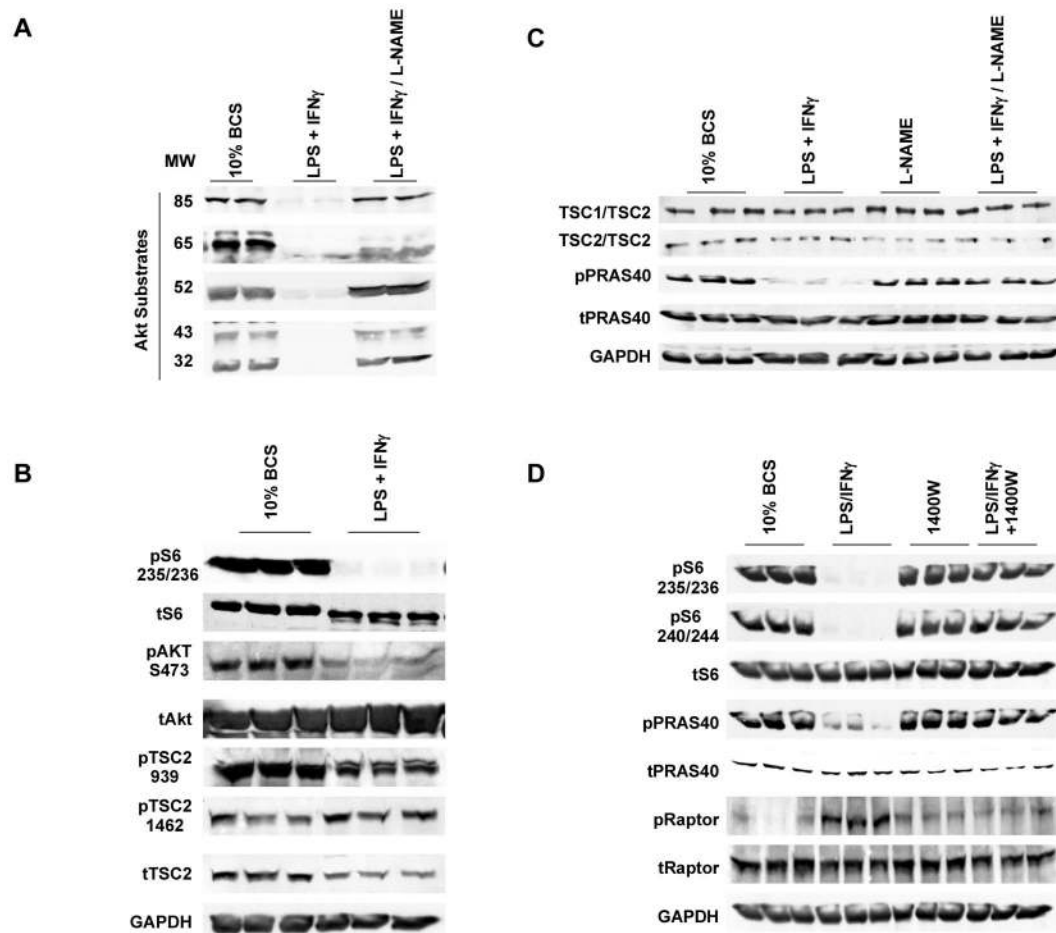 A
MW
10% BCS
LPS + IFNγ
LPS + IFNγ / L-NAME
Akt Substrates
85
65
52
43
32
B
10% BCS
LPS + IFNγ
pS6
235/236
tS6
pAKT
S473
tAkt
pTSC2
939
pTSC2
1462
tTSC2
GAPDH
C
10% BCS
LPS + IFNγ
L-NAME
LPS + IFNγ / L-NAME
TSC1/TSC2
TSC2/TSC2
pPRAS40
tPRAS40
GAPDH
D
10% BCS
LPS/IFNγ
1400W
LPS/IFNγ
+1400W
pS6
235/236
pS6
240/244
tS6
pPRAS40
tPRAS40
pRaptor
tRaptor
GAPDH